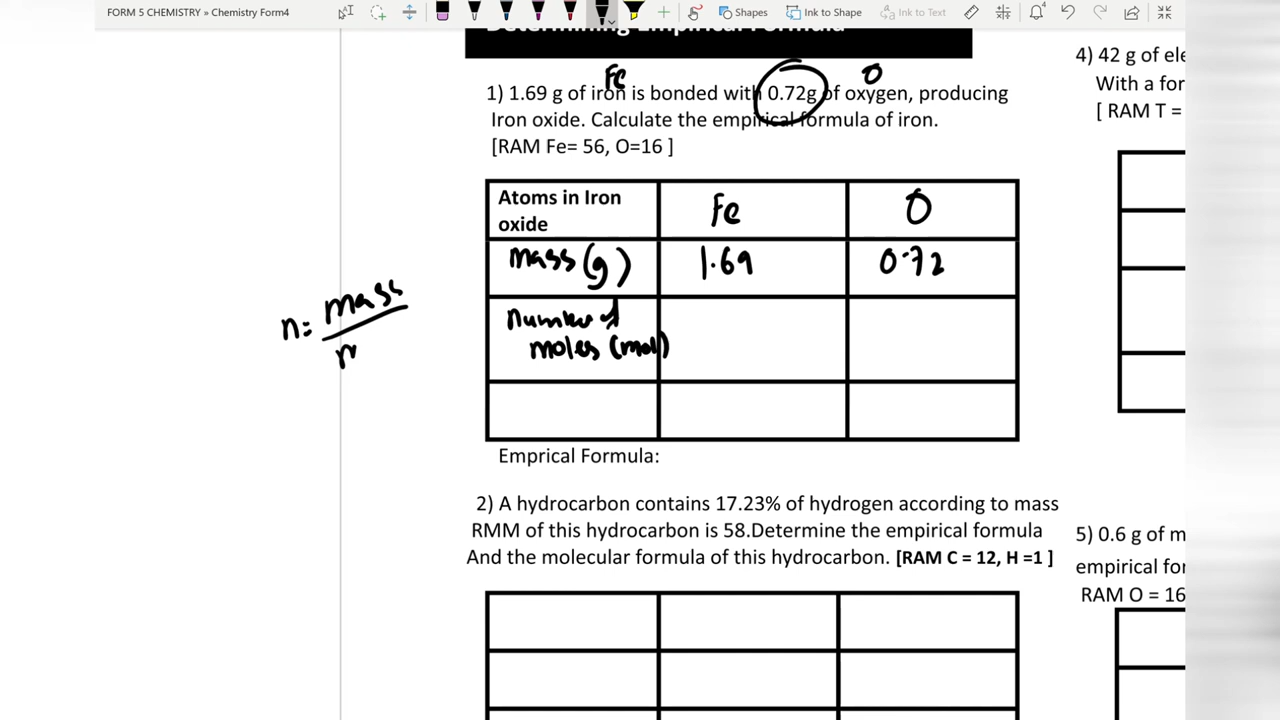 FORM 5 CHEMISTRY » Chemistry Form4
Shapes
Ink to Shape
Ink to Text
4
Determining Empirical Formula
Fe
O
1) 1.69 g of iron is bonded with 0.72g of oxygen, producing
Iron oxide. Calculate the empirical formula of iron.
[RAM Fe= 56, O=16 ]
Atoms in Iron
oxide
Fe
O
mass (g)
1.69
0.72
number of
moles (mol)
n= mass
Emprical Formula:
2) A hydrocarbon contains 17.23% of hydrogen according to mass
RMM of this hydrocarbon is 58.Determine the empirical formula
And the molecular formula of this hydrocarbon. [RAM C = 12, H =1 ]
4) 42 g of ele
With a for
[ RAM T =
5) 0.6 g of m
empirical for
RAM O = 16